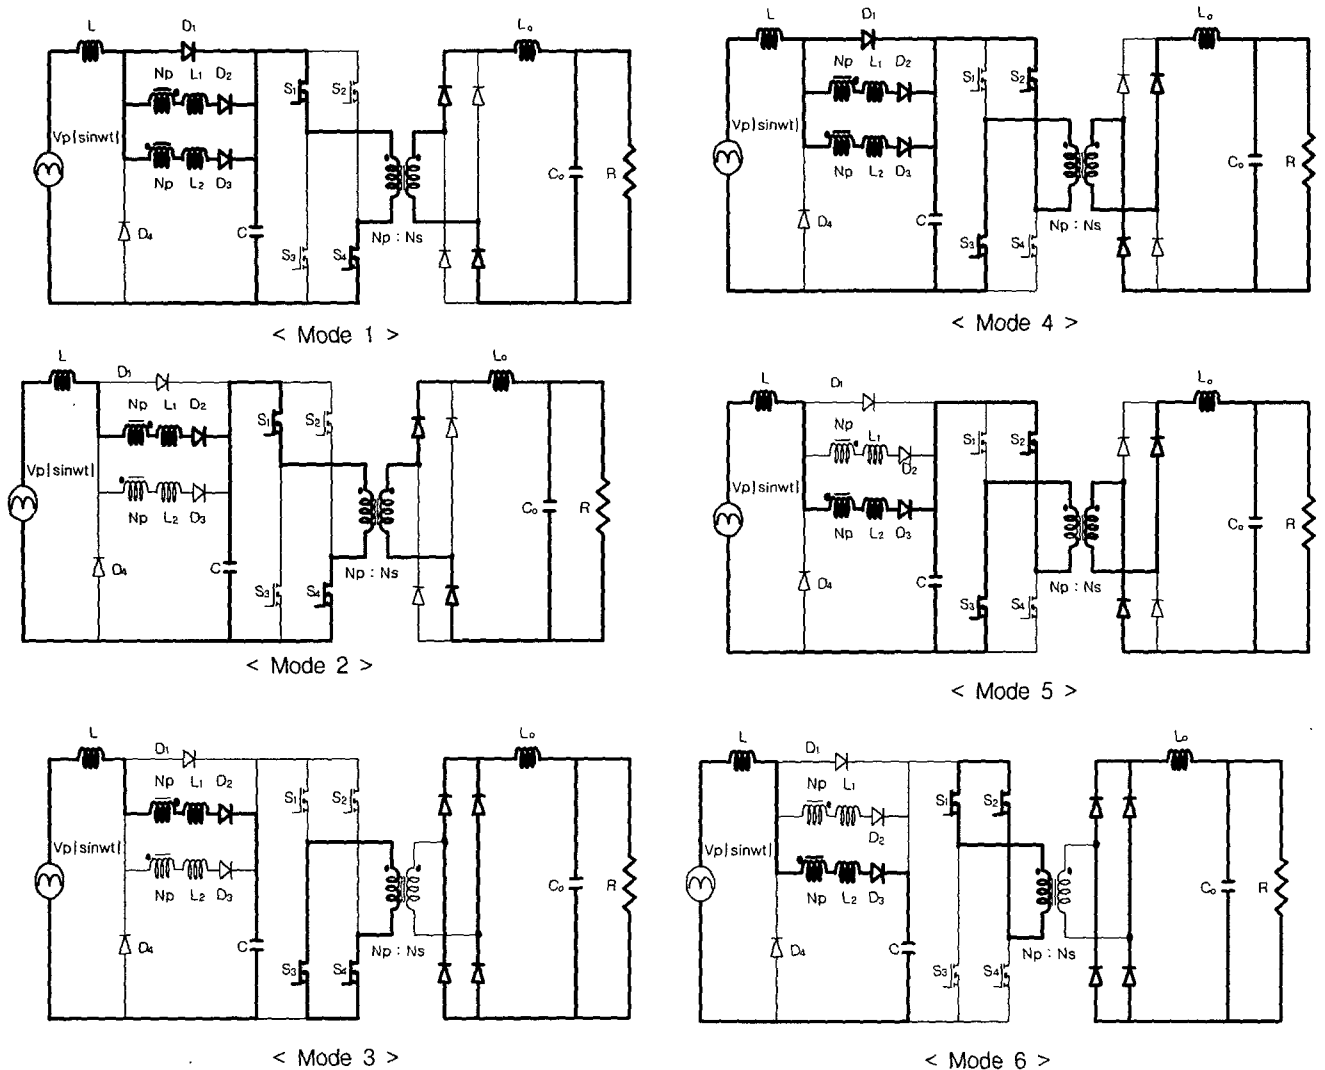 L D1 Lo
Np L1 D2
S1 S2
Vp|sinwt|
Np L2 D3
Co R
D4 C
S3 S4 Np : Ns
< Mode 1 >
L D1 Lo
Np L1 D2
S1 S2
Vp|sinwt|
Np L2 D3
Co R
D4 C
S3 S4 Np : Ns
< Mode 4 >
L D1 Lo
Np L1 D2
S1 S2
Vp|sinwt|
Np L2 D3
Co R
D4 C
S3 S4 Np : Ns
< Mode 2 >
L D1 Lo
Np
L1
S1 S2
D2
Vp|sinwt|
Np L2 D3
Co R
D4 C
S3 S4 Np : Ns
< Mode 5 >
L D1 Lo
Np L1 D2
S1 S2
Vp|sinwt|
Np L2 D3
Co R
D4 C
S3 S4 Np : Ns
< Mode 3 >
L D1 Lo
Np L1
S1 S2
D2
Vp|sinwt|
Np L2 D3
Co R
D4 C
S3 S4 Np : Ns
< Mode 6 >